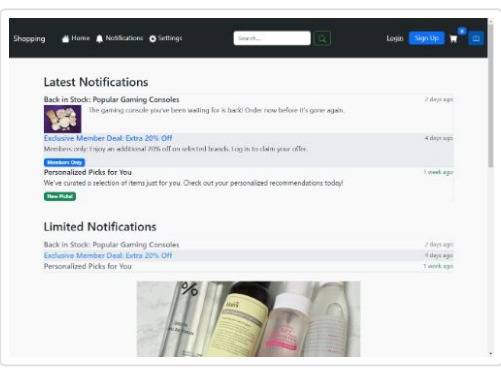 Shopping Home Notifications Settings Search... Login Sign Up
Latest Notifications
Back in Stock: Popular Gaming Consoles 2 days ago
The gaming console you've been waiting for is back! Order now before it's gone again.
Exclusive Member Deal: Extra 20% Off 4 days ago
Members only: Enjoy an additional 20% off on selected brands. Log in to claim your offer.
Members Only
Personalized Picks for You 1 week ago
We've curated a selection of items just for you. Check out your personalized recommendations today!
New Picks!
Limited Notifications
Back in Stock: Popular Gaming Consoles 2 days ago
Exclusive Member Deal: Extra 20% Off 4 days ago
Personalized Picks for You 1 week ago
%